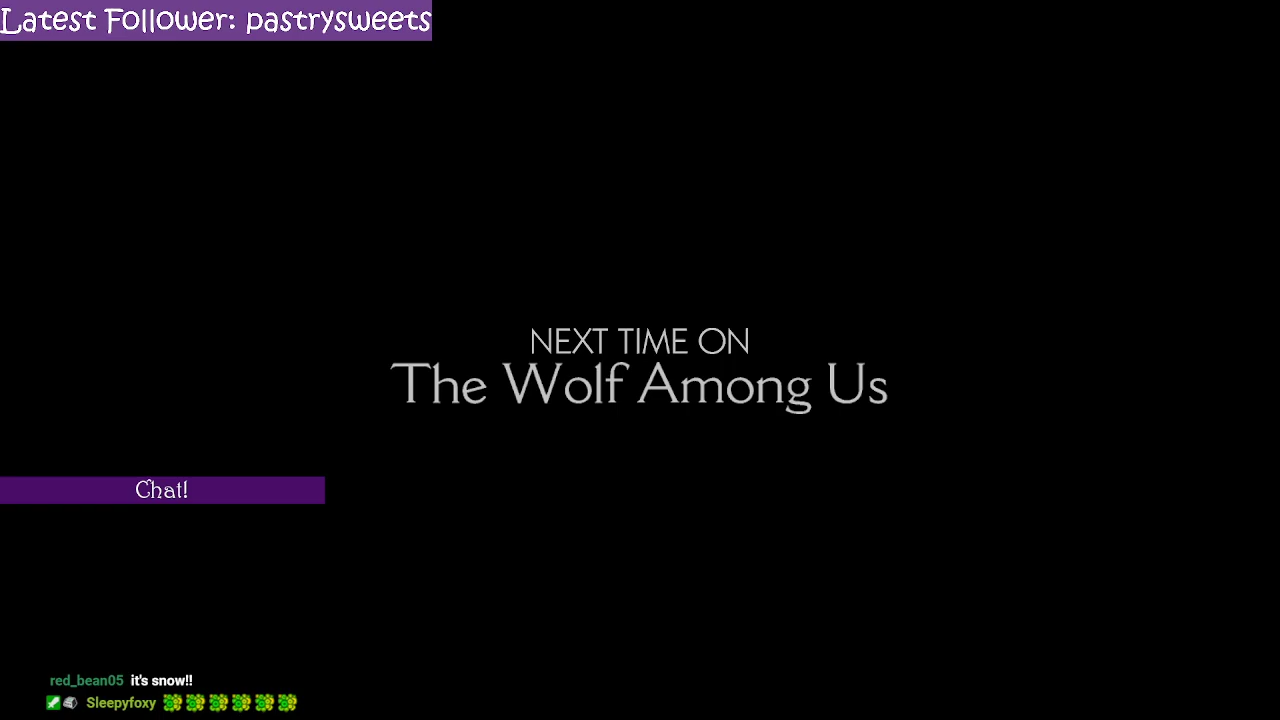 Latest Follower: pastrysweets
NEXT TIME ON
The Wolf Among Us
Chat!
red_bean05 it's snow!!
Sleepyfoxy